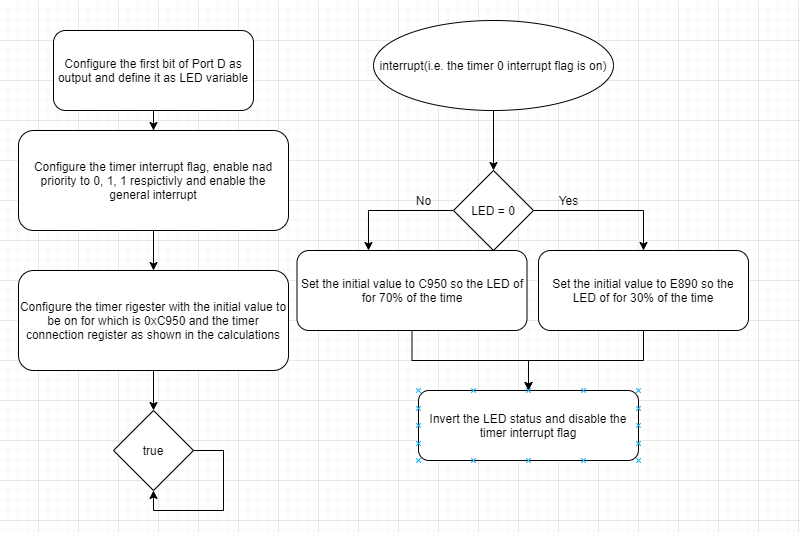 Configure the first bit of Port D as
output and define it as LED variable
Configure the timer interrupt flag, enable nad
priority to 0, 1, 1 respictivly and enable the
general interrupt
Configure the timer rigester with the initial value to
be on for which is 0xC950 and the timer
connection register as shown in the calculations
true
interrupt(i.e. the timer 0 interrupt flag is on)
LED = 0
No
Yes
Set the initial value to C950 so the LED of
for 70% of the time
Set the initial value to E890 so the
LED of for 30% of the time
Invert the LED status and disable the
timer interrupt flag